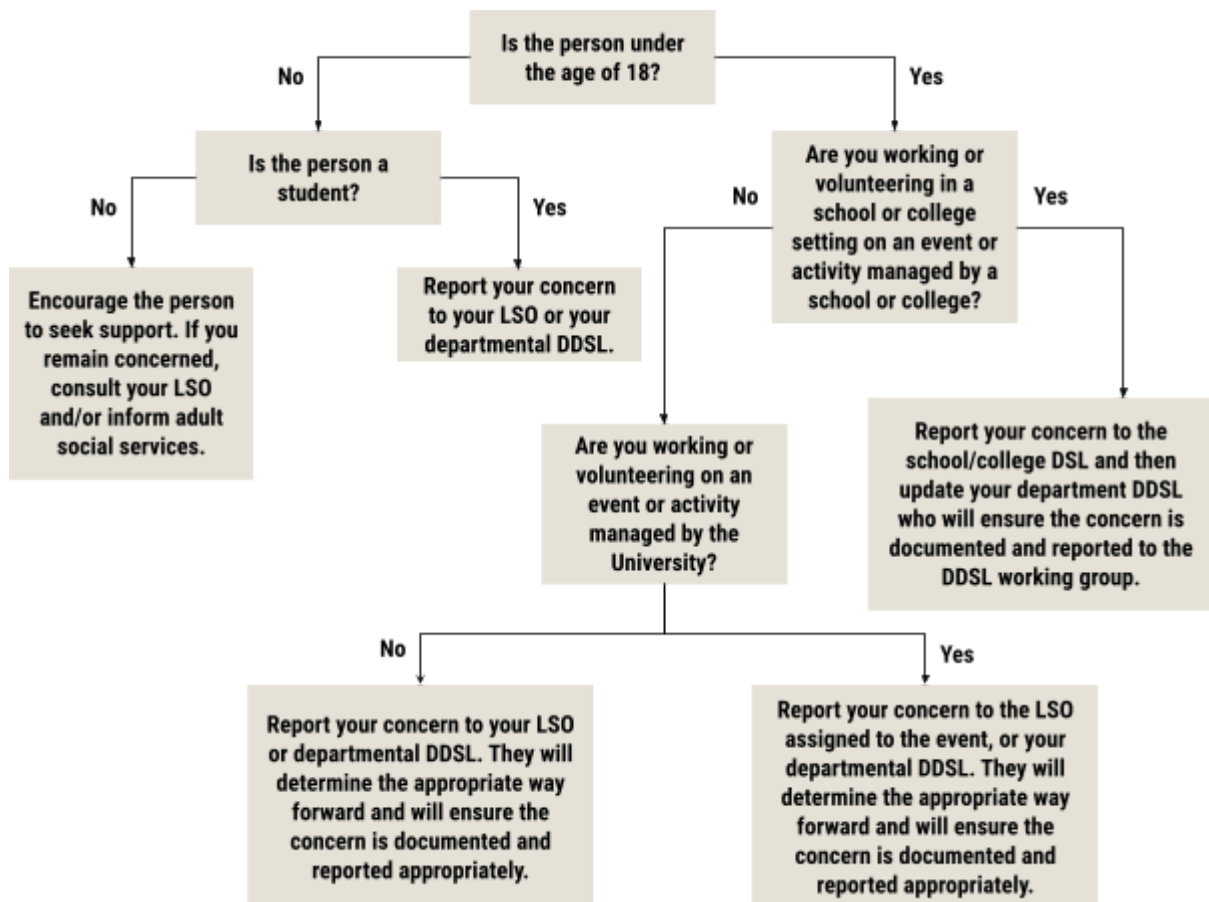 Is the person under
the age of 18?
No
Yes
Is the person a
student?
Are you working or
volunteering in a
school or college
setting on an event or
activity managed by a
school or college?
No
Yes
No
Yes
Encourage the person
to seek support. If you
remain concerned,
consult your LSO
and/or inform adult
social services.
Report your concern
to your LSO or your
departmental DDSL.
Are you working or
volunteering on an
event or activity
managed by the
University?
Report your concern to the
school/college DSL and then
update your department DDSL
who will ensure the concern is
documented and reported to the
DDSL working group.
No
Yes
Report your concern to your LSO
or departmental DDSL. They will
determine the appropriate way
forward and will ensure the
concern is documented and
reported appropriately.
Report your concern to the LSO
assigned to the event, or your
departmental DDSL. They will
determine the appropriate way
forward and will ensure the
concern is documented and
reported appropriately.